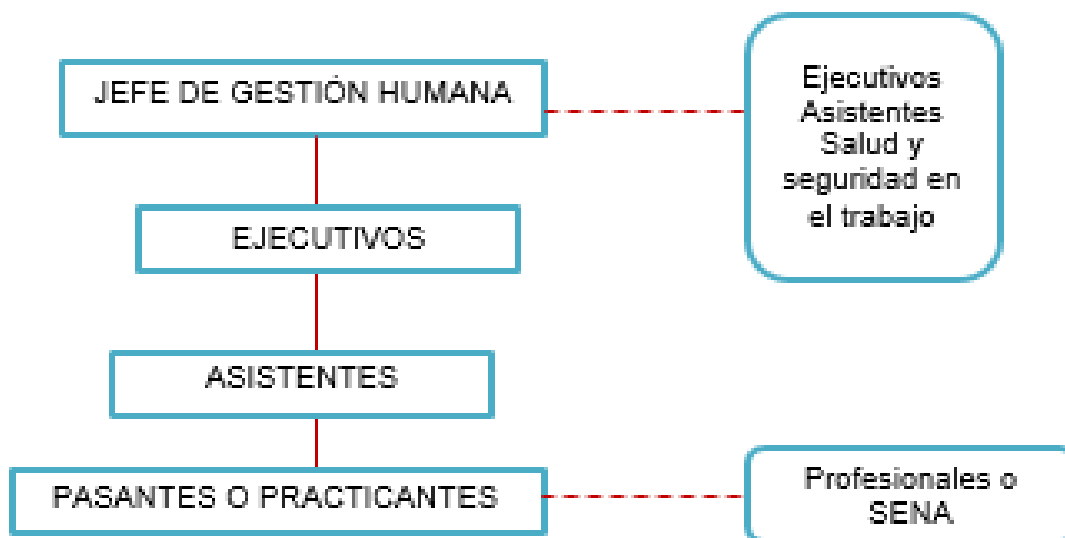 JEFE DE GESTIÓN HUMANA
Ejecutivos
Asistentes
Salud y
seguridad en
el trabajo
EJECUTIVOS
ASISTENTES
PASANTES O PRACTICANTES
Profesionales o
SENA